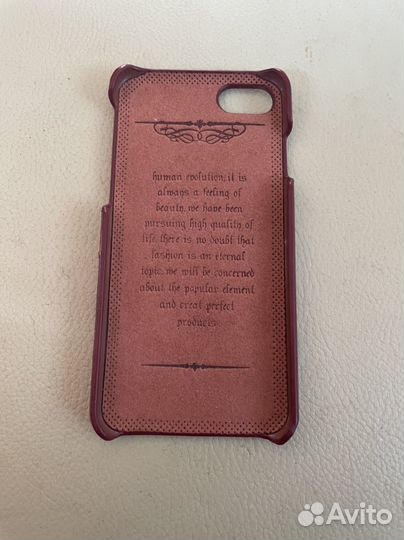 human evolution, it is
always a feeling of
beauty, we have been
pursuing high quality of
life, there is no doubt that
fashion is an eternal
topic, we will be concerned
about the popular element
and creat perfect
products
Avito